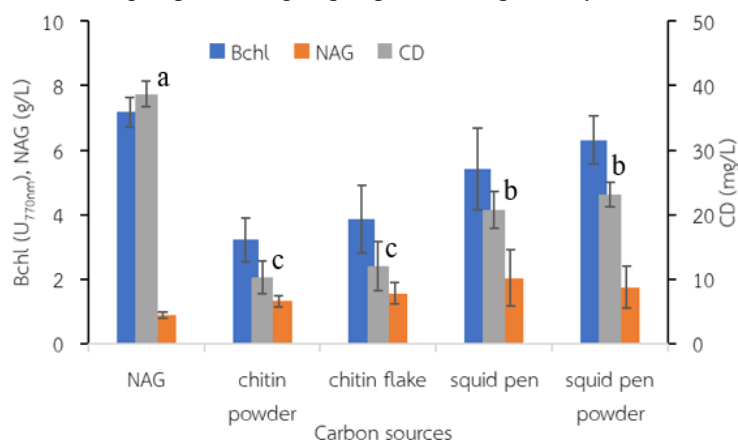 10
8
6
4
2
0
Bchl (U770nm), NAG (g/L)
Bchl NAG CD
a
c
c
b
b
50
40
30
20
10
0
CD (mg/L)
NAG
chitin powder
chitin flake
squid pen
squid pen powder
Carbon sources